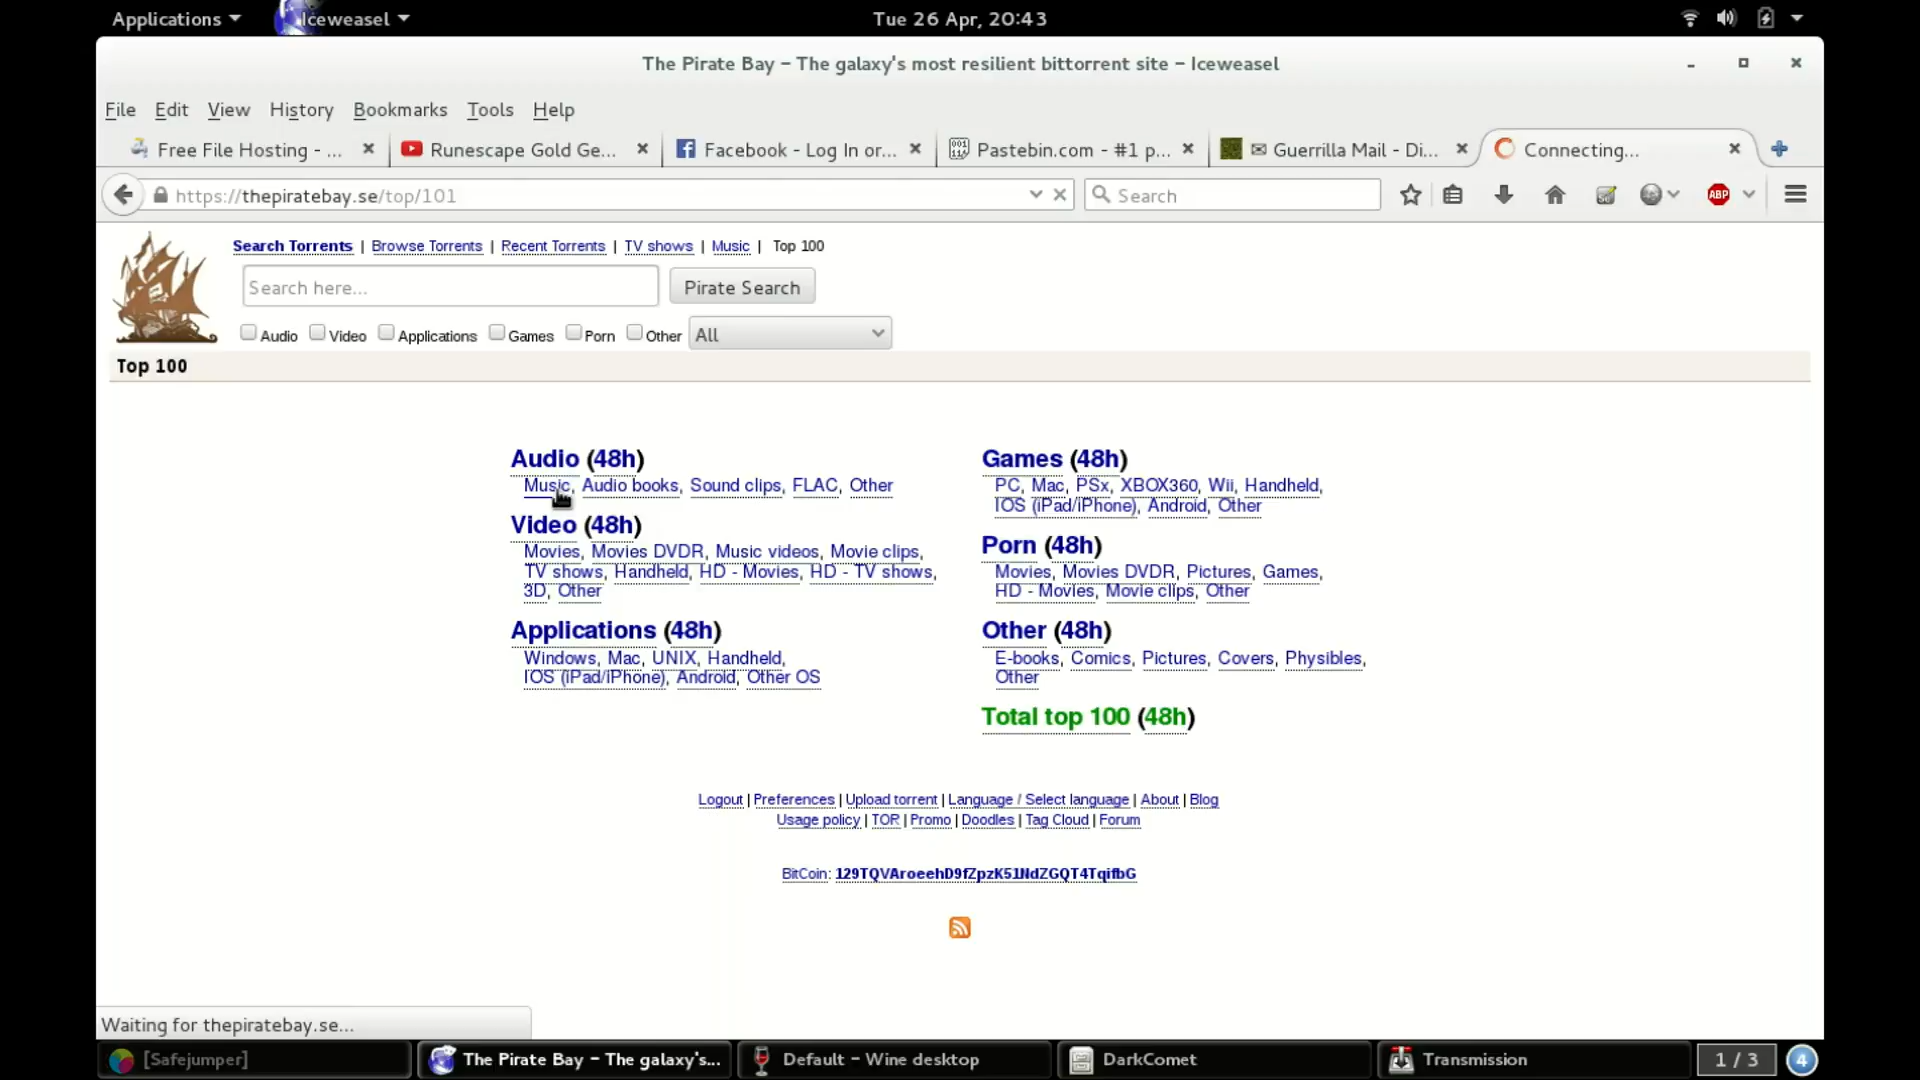 Applications Iceweasel Tue 26 Apr, 20:43
The Pirate Bay – The galaxy's most resilient bittorrent site – Iceweasel
File Edit View History Bookmarks Tools Help
Free File Hosting - ... Runescape Gold Ge... Facebook - Log In or... Pastebin.com - #1 p... Guerrilla Mail - Di... Connecting...
https://thepiratebay.se/top/101 Search ABP
Search Torrents | Browse Torrents | Recent Torrents | TV shows | Music | Top 100
Search here... Pirate Search
Audio Video Applications Games Porn Other All
Top 100
Audio (48h)
Music, Audio books, Sound clips, FLAC, Other
Video (48h)
Movies, Movies DVDR, Music videos, Movie clips,
TV shows, Handheld, HD - Movies, HD - TV shows,
3D, Other
Applications (48h)
Windows, Mac, UNIX, Handheld,
IOS (iPad/iPhone), Android, Other OS
Games (48h)
PC, Mac, PSx, XBOX360, Wii, Handheld,
IOS (iPad/iPhone), Android, Other
Porn (48h)
Movies, Movies DVDR, Pictures, Games,
HD - Movies, Movie clips, Other
Other (48h)
E-books, Comics, Pictures, Covers, Physibles,
Other
Total top 100 (48h)
Logout | Preferences | Upload torrent | Language / Select language | About | Blog
Usage policy | TOR | Promo | Doodles | Tag Cloud | Forum
BitCoin: 129TQVAroeehD9fZpzK51NdZGQT4TqifbG
Waiting for thepiratebay.se...
[Safejumper] The Pirate Bay – The galaxy's... Default – Wine desktop DarkComet Transmission 1 / 3 4